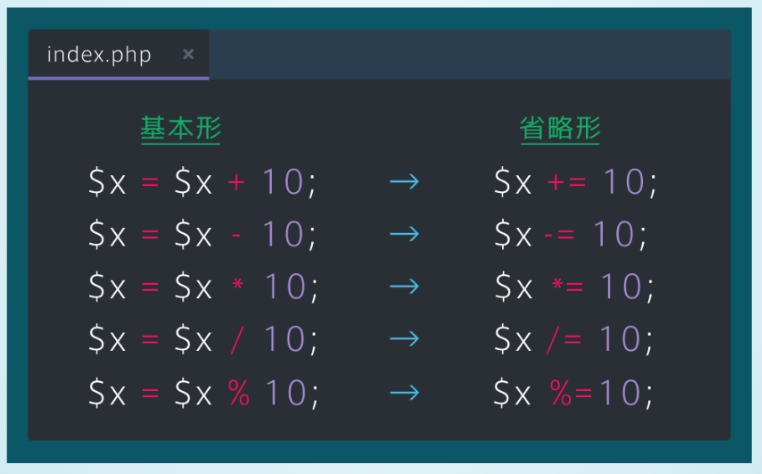 index.php ×
基本形 省略形
$x = $x + 10; → $x += 10;
$x = $x - 10; → $x -= 10;
$x = $x * 10; → $x *= 10;
$x = $x / 10; → $x /= 10;
$x = $x % 10; → $x %=10;